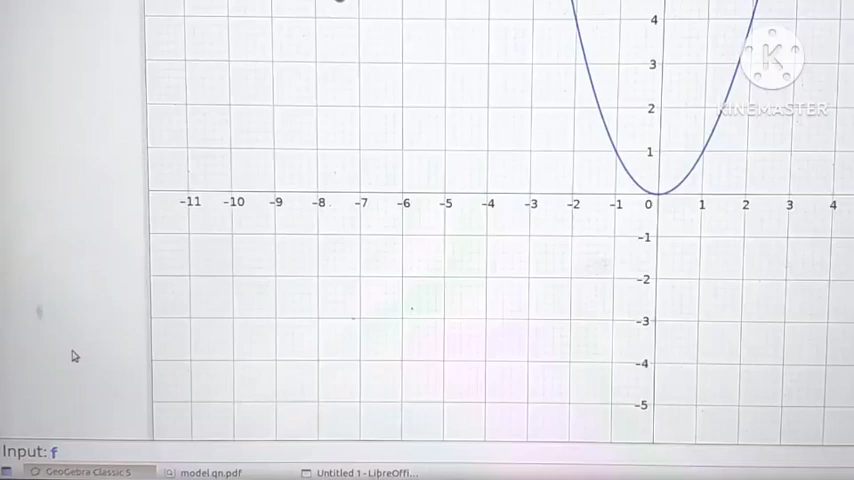 4
3
2
1
-11 -10 -9 -8 -7 -6 -5 -4 -3 -2 -1 0 1 2 3 4
-1
-2
-3
-4
-5
K
KINEMASTER
Input: f
GeoGebra Classic 5 model qn.pdf Untitled 1 - LibreOffi...